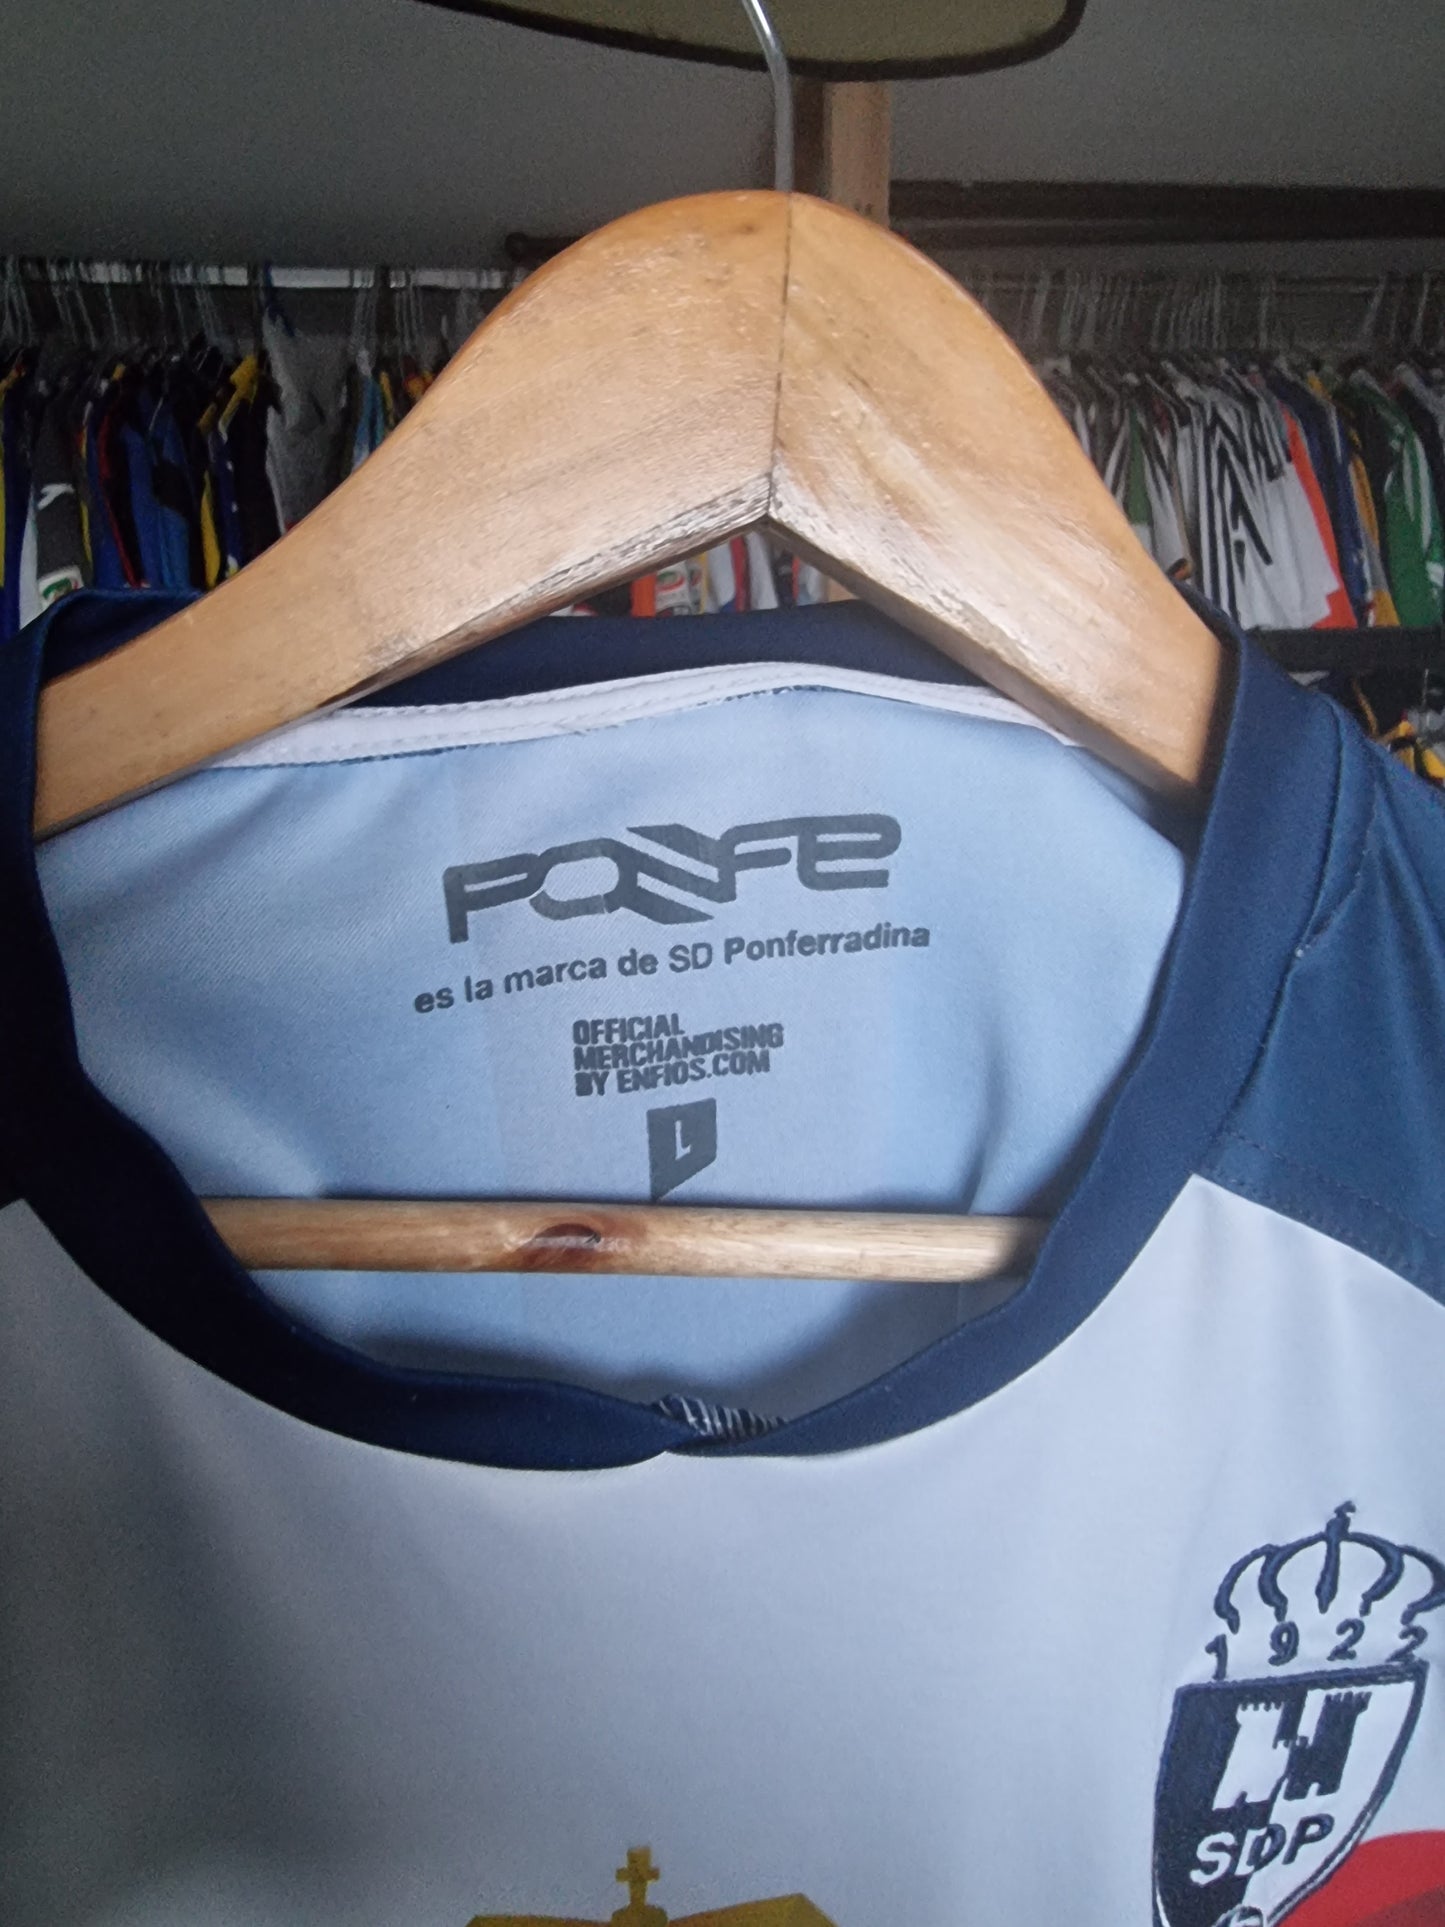 PONFE
es la marca de SD Ponferradina
OFFICIAL
MERCHANDISING
BY ENFIOS.COM
L
1922
SDP